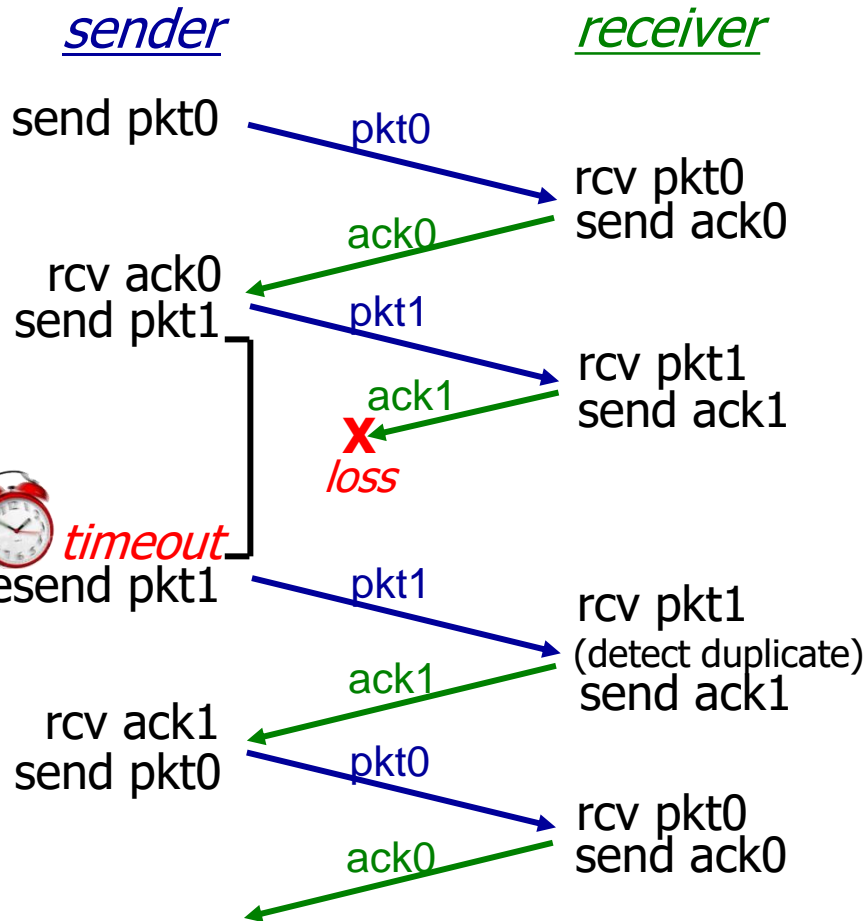 sender
receiver
send pkt0
pkt0
rcv pkt0
send ack0
ack0
rcv ack0
send pkt1
pkt1
rcv pkt1
send ack1
ack1
X
loss
timeout
esend pkt1
pkt1
rcv pkt1
(detect duplicate)
send ack1
ack1
rcv ack1
send pkt0
pkt0
rcv pkt0
send ack0
ack0